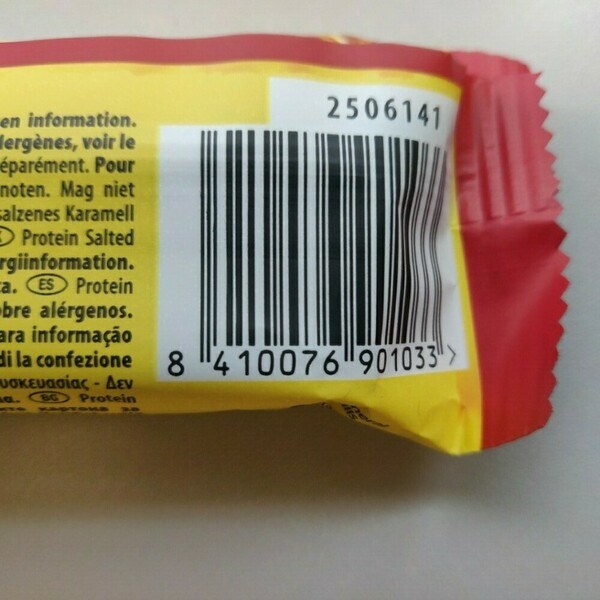 2506141
en information.
lergènes, voir le
éparément. Pour
noten. Mag niet
salzenes Karamell
Protein Salted
rgiinformation.
a. ES Protein
bre alérgenos.
ara informação
di la confezione
υσκευασίας - Δεν
BG Protein
8 410076 901033 >